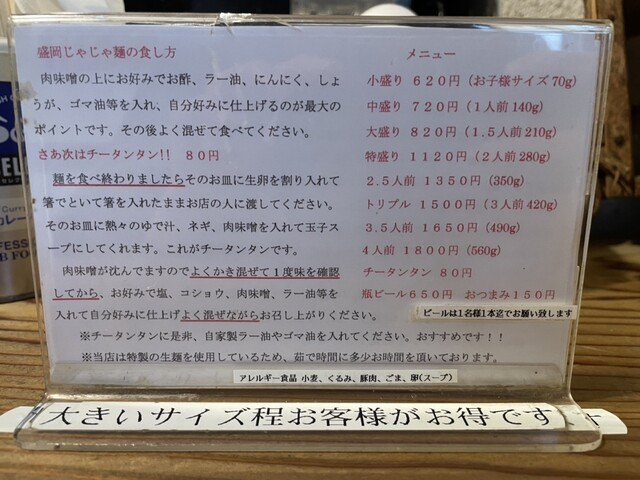 盛岡じゃじゃ麺の食し方
肉味噌の上にお好みでお酢、ラー油、にんにく、しょ
うが、ゴマ油等を入れ、自分好みに仕上げるのが最大の
ポイントです。その後よく混ぜて食べてください。
さあ次はチータンタン!! ８０円
麺を食べ終わりましたらそのお皿に生卵を割り入れて
箸でといて箸を入れたままお店の人に渡してください。
そのお皿に熱々のゆで汁、ネギ、肉味噌を入れて玉子ス
ープにしてくれます。これがチータンタンです。
肉味噌が沈んでますのでよくかき混ぜて１度味を確認
してから、お好みで塩、コショウ、肉味噌、ラー油等を
入れて自分好みに仕上げよく混ぜながらお召し上がりください。
※チータンタンに是非、自家製ラー油やゴマ油を入れてください。おすすめです！！
※当店は特製の生麺を使用しているため、茹で時間に多少お時間を頂いております。
メニュー
小盛り ６２０円（お子様サイズ70g）
中盛り ７２０円（１人前 140g）
大盛り ８２０円（１.５人前 210g）
特盛り １１２０円（２人前 280g）
２.５人前 １３５０円（350g）
トリプル １５００円（３人前 420g）
３.５人前 １６５０円（490g）
４人前 １８００円（560g）
チータンタン ８０円
瓶ビール６５０円 おつまみ１５０円
ビールは1名様1本迄でお願い致します
アレルギー食品 小麦、くるみ、豚肉、ごま、卵(スープ)
大きいサイズ程お客様がお得です